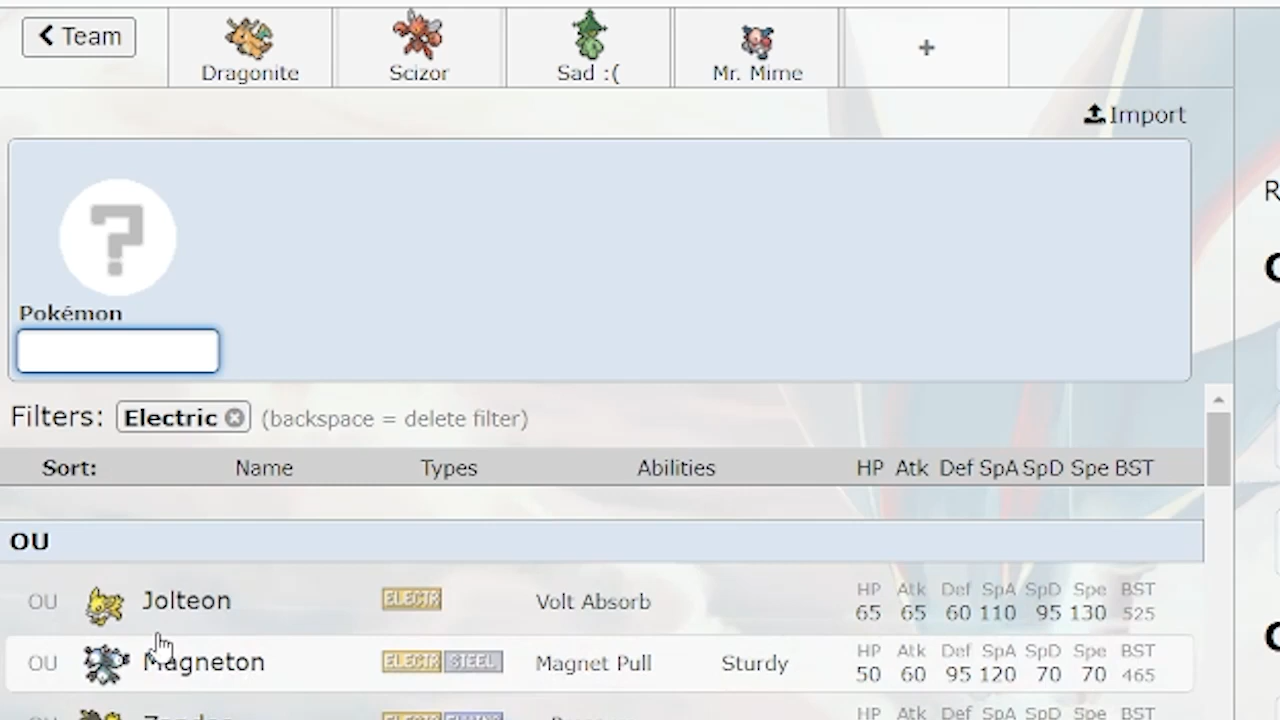 Team
Dragonite
Scizor
Sad :(
Mr. Mime
+
Import
?
Pokémon
Filters: Electric (backspace = delete filter)
Sort: Name Types Abilities HP Atk Def SpA SpD Spe BST
OU
HP Atk Def SpA SpD Spe BST
OU Jolteon ELECTR Volt Absorb 65 65 60 110 95 130 525
HP Atk Def SpA SpD Spe BST
OU Magneton ELECTR STEEL Magnet Pull Sturdy 50 60 95 120 70 70 465
HP Atk Def SpA SpD Spe BST